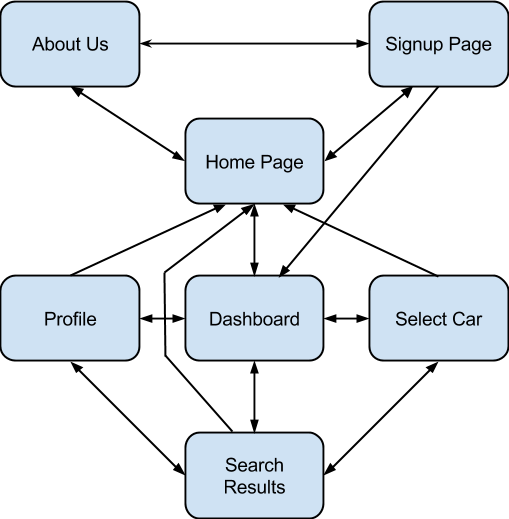 About Us
Signup Page
Home Page
Profile
Dashboard
Select Car
Search
Results